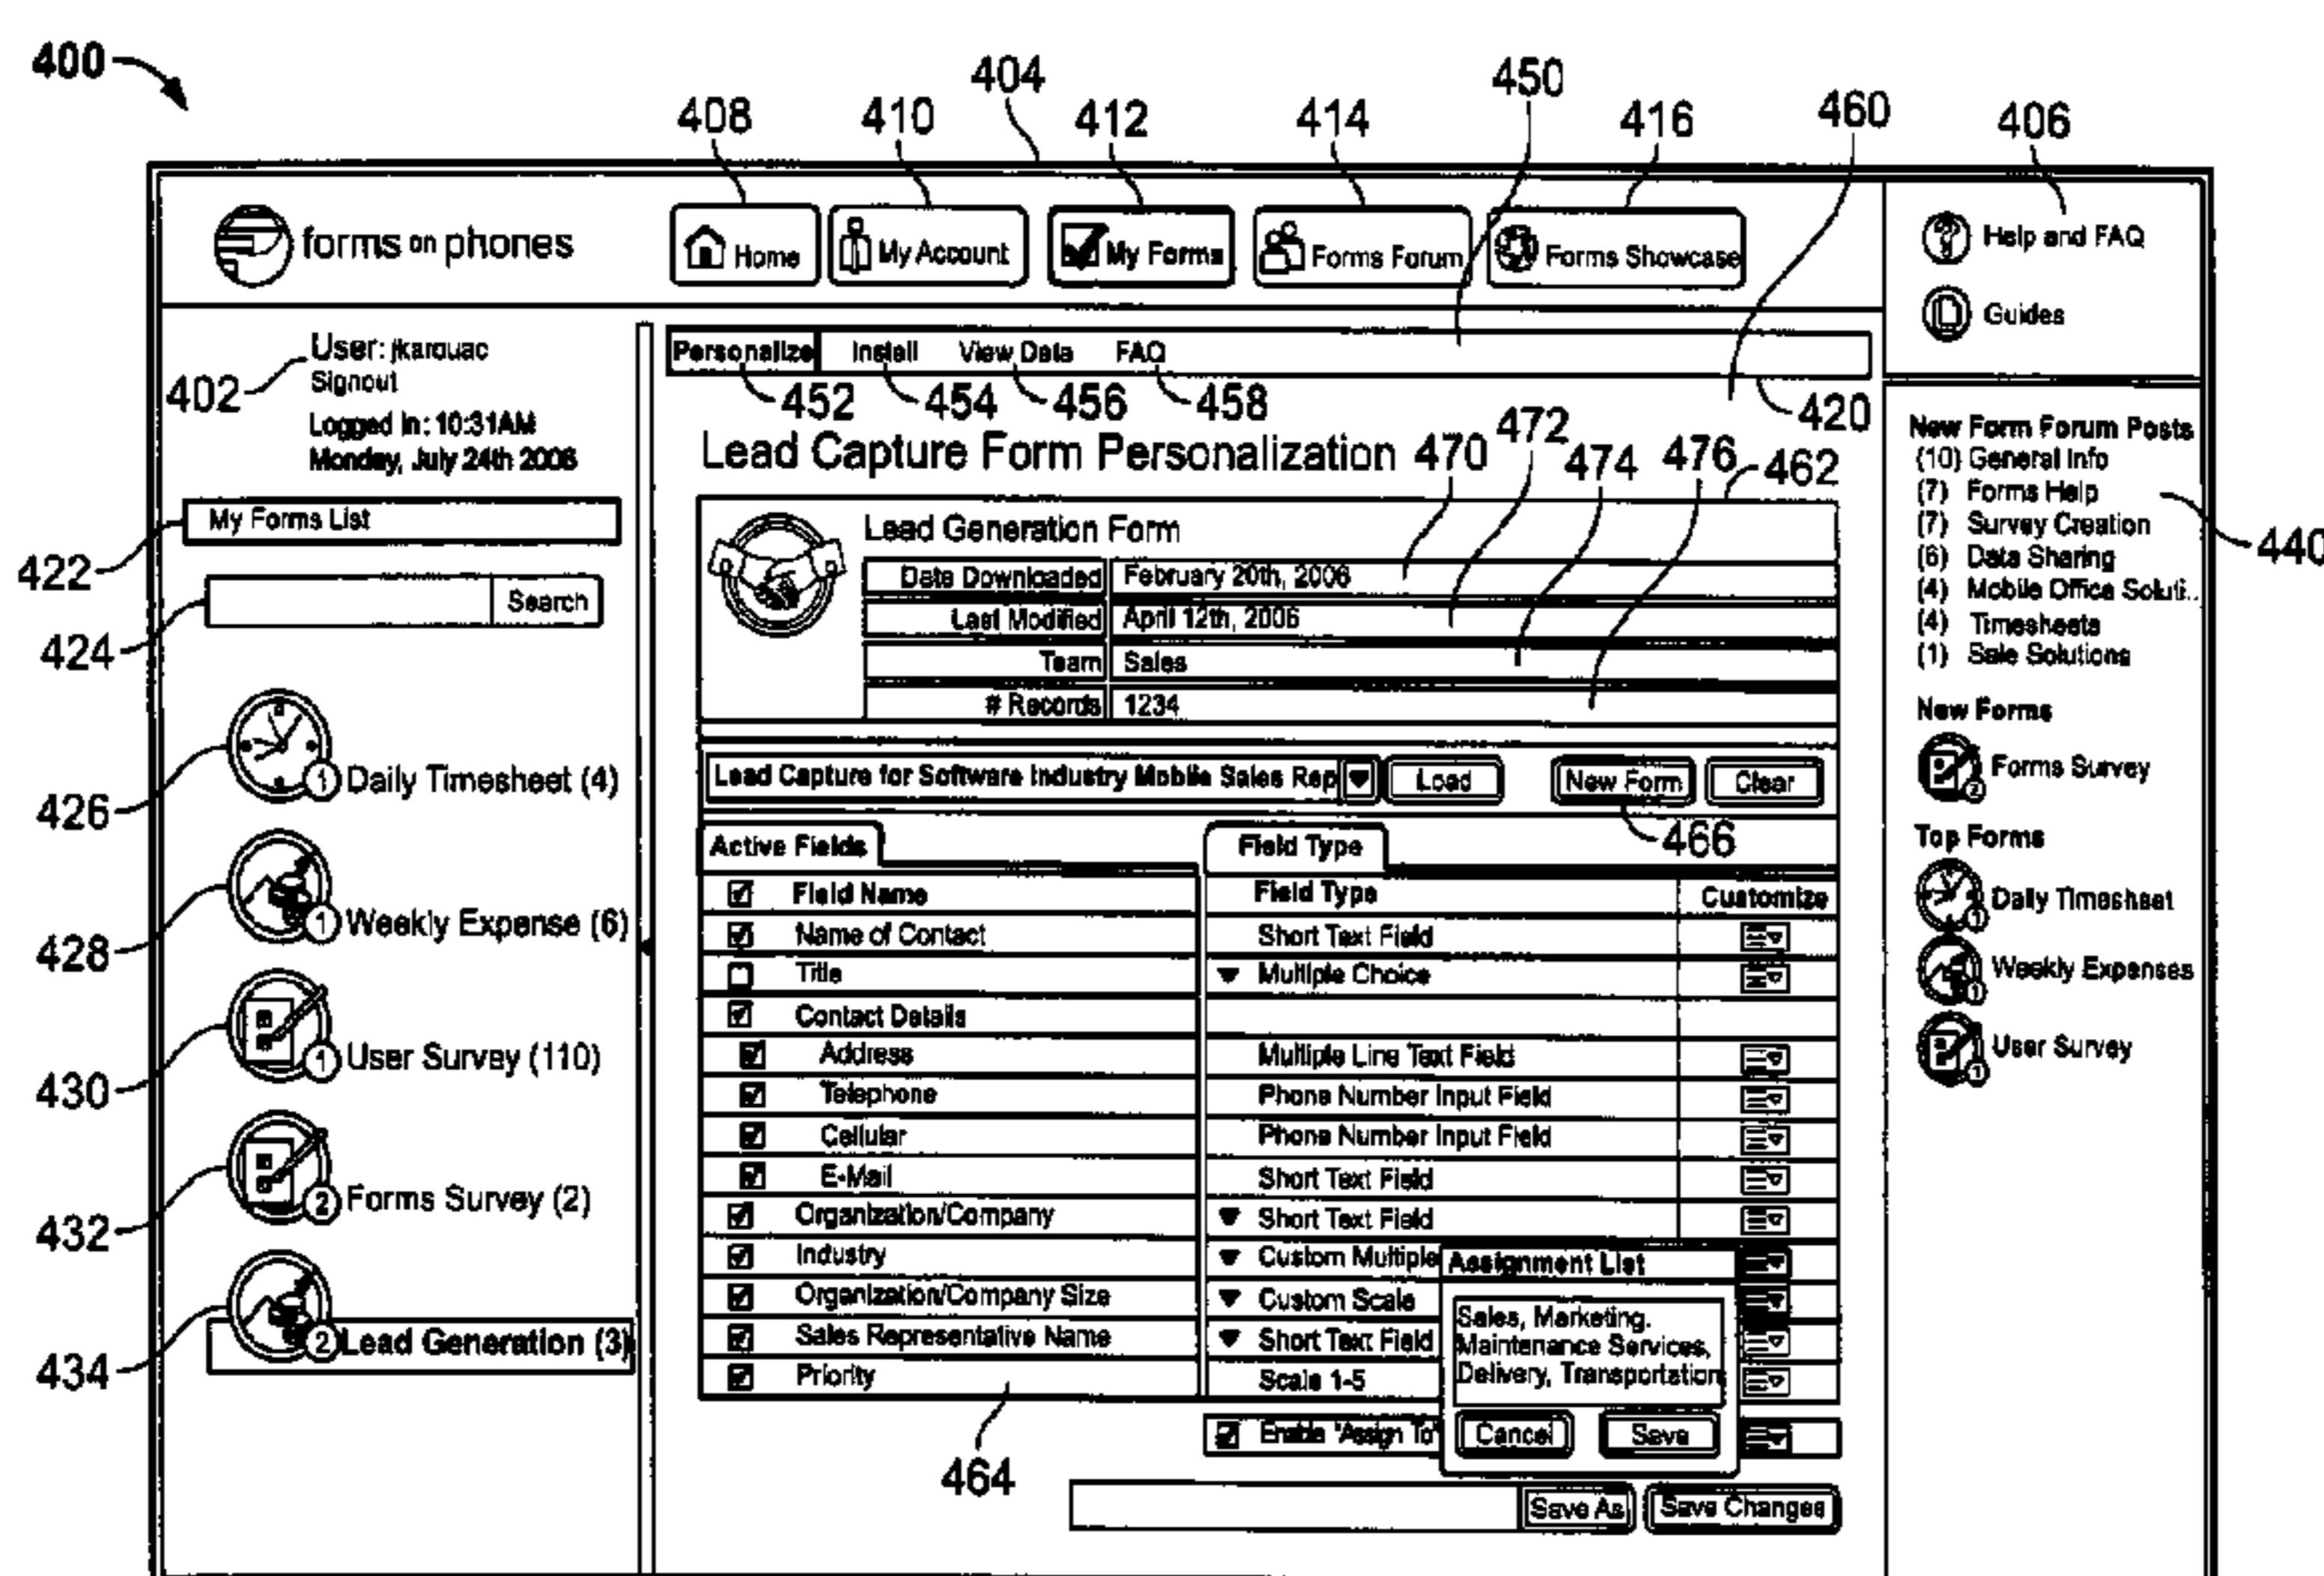 400
404
450
408
410
412
414
416
460
406
forms on phones
Home
My Account
My Forms
Forms Forum
Forms Showcase
Help and FAQ
Guides
User: jkarouac
Signout
402
Logged in: 10:31AM
Monday, July 24th 2006
Personalize
Install
View Data
FAQ
452
454
456
458
420
Lead Capture Form Personalization
470
472
474
476
462
422
My Forms List
424
Search
426
Daily Timesheet (4)
1
428
Weekly Expense (6)
1
430
User Survey (110)
1
432
Forms Survey (2)
2
434
Lead Generation (3)
2
Lead Generation Form
Date Downloaded February 20th, 2006
Last Modified April 12th, 2006
Team Sales
# Records 1234
Lead Capture for Software Industry Mobile Sales Rep
Load
New Form
Clear
466
Active Fields
Field Type
Field Name Field Type Customize
Name of Contact Short Text Field
Title Multiple Choice
Contact Details
Address Multiple Line Text Field
Telephone Phone Number Input Field
Cellular Phone Number Input Field
E-Mail Short Text Field
Organization/Company Short Text Field
Industry Custom Multiple
Organization/Company Size Custom Scale
Sales Representative Name Short Text Field
Priority Scale 1-5
464
Enable "Assign To"
Assignment List
Sales, Marketing.
Maintenance Services,
Delivery, Transportation
Cancel
Save
Save As
Save Changes
New Form Forum Posts
(10) General Info
(7) Forms Help
(7) Survey Creation
(6) Data Sharing
(4) Mobile Office Soluti..
(4) Timesheets
(1) Sale Solutions
440
New Forms
Forms Survey
2
Top Forms
Daily Timesheet
1
Weekly Expenses
1
User Survey
1